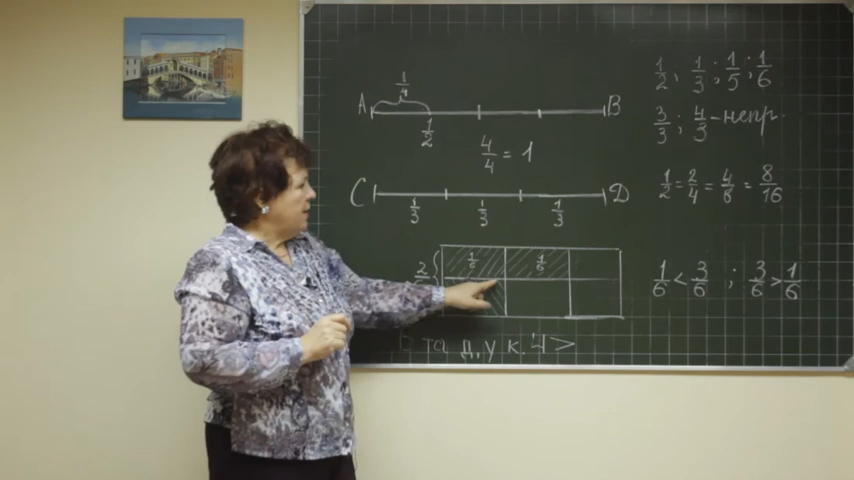 1/2 ; 1/3 ; 1/5 ; 1/6
1/4
A B
1/2
3/3 ; 4/3 - непр.
4/4 = 1
C D
1/2 = 2/4 = 4/8 = 8/16
1/3 1/3 1/3
1/6 1/6
1/6 < 3/6 ; 3/6 > 1/6
та д, у к. Ч >